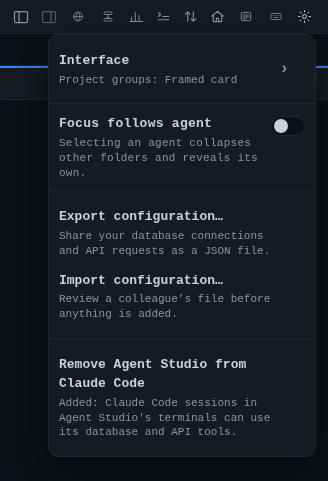 Interface
Project groups: Framed card
›
Focus follows agent
Selecting an agent collapses
other folders and reveals its
own.
Export configuration…
Share your database connections
and API requests as a JSON file.
Import configuration…
Review a colleague’s file before
anything is added.
Remove Agent Studio from
Claude Code
Added: Claude Code sessions in
Agent Studio's terminals can use
its database and API tools.